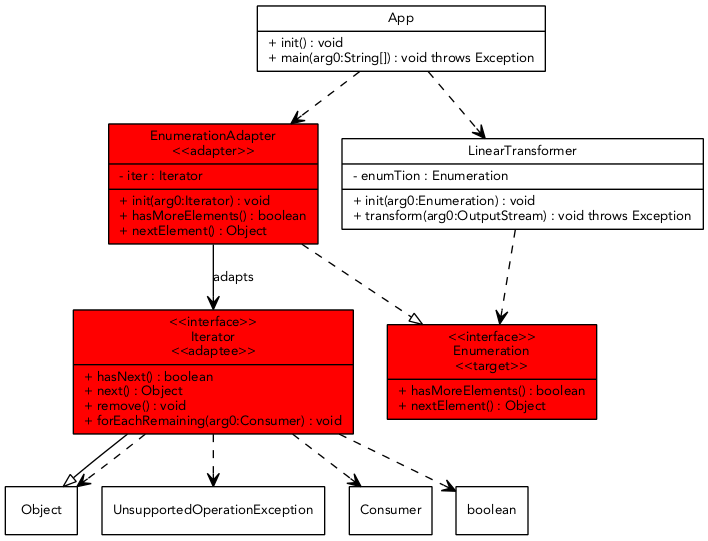 App
+ init() : void
+ main(arg0:String[]) : void throws Exception
EnumerationAdapter
<<adapter>>
- iter : Iterator
+ init(arg0:Iterator) : void
+ hasMoreElements() : boolean
+ nextElement() : Object
LinearTransformer
- enumTion : Enumeration
+ init(arg0:Enumeration) : void
+ transform(arg0:OutputStream) : void throws Exception
adapts
<<interface>>
Iterator
<<adaptee>>
+ hasNext() : boolean
+ next() : Object
+ remove() : void
+ forEachRemaining(arg0:Consumer) : void
<<interface>>
Enumeration
<<target>>
+ hasMoreElements() : boolean
+ nextElement() : Object
Object
UnsupportedOperationException
Consumer
boolean